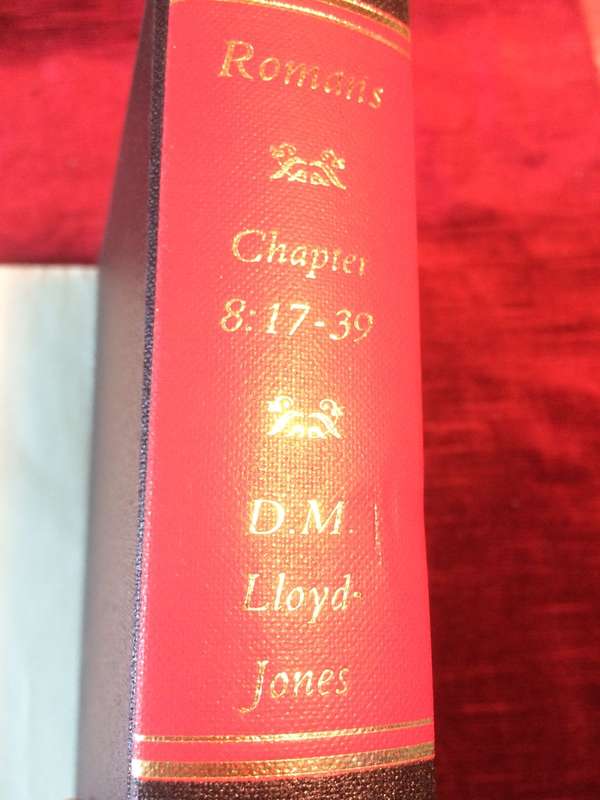 Romans
Chapter
8:17-39
D.M.
Lloyd-
Jones